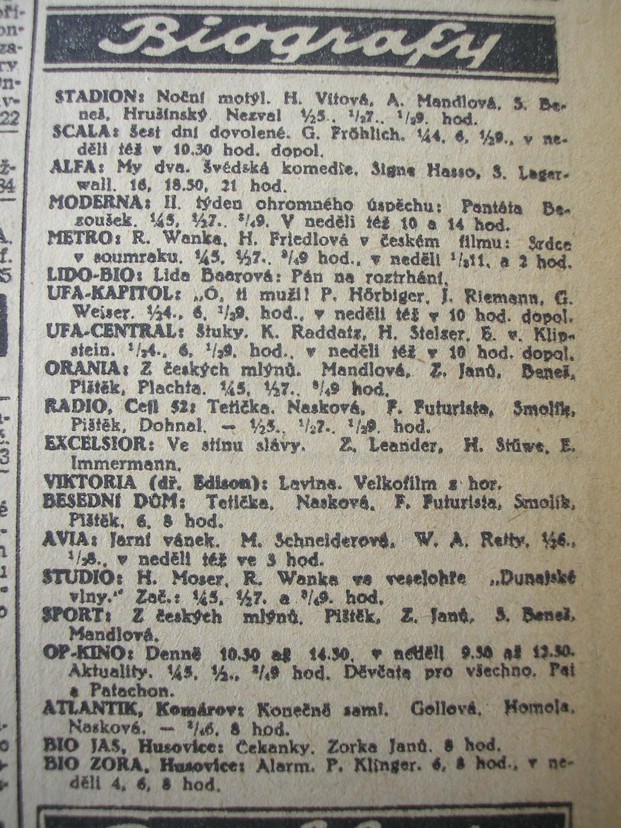 Biografy
STADION: Noční motýl. H. Vítová, A. Mandlová, S. Be-
neš, Hrušínský Nezval ½5., ½7., ½9. hod.
SCALA: Šest dní dovolené. G. Fröhlich. ¼4, 6, ½9., v ne-
děli též v 10.30 hod. dopol.
ALFA: My dva. Švédská komedie. Signe Hasso, S. Lager-
wall. 16, 18.50, 21 hod.
MODERNA: II. týden ohromného úspěchu: Pantáta Be-
zoušek. ¼5, ½7., ¾9. V neděli též 10 a 14 hod.
METRO: R. Wanka, H. Friedlová v českém filmu: Srdce
v soumraku. ¼5, ½7., ¾9 hod., v neděli ½11. a 2 hod.
LIDO-BIO: Lída Baarová: Pán na roztrhání.
UFA-KAPITOL: „Ó, ti muži! P. Hörbiger, J. Riemann, G.
Weiser. ½4., 6, ½9. hod., v neděli též v 10 hod. dopol.
UFA-CENTRAL: Stuky. K. Raddatz, H. Stelzer, E. v. Klip-
stein. ½4., 6, ½9. hod., v neděli též v 10 hod. dopol.
ORANIA: Z českých mlýnů. Mandlová, Z. Janů, Beneš,
Pištěk, Plachta. ¼5, ½7., ¾9 hod.
RADIO, Cejl 52: Tetička. Nasková, F. Futurista, Smolík,
Pištěk, Dohnal. — ½5., ½7., ½9. hod.
EXCELSIOR: Ve stínu slávy. Z. Leander, H. Stüwe, E.
Immermann.
VIKTORIA (dř. Edison): Lavina. Velkofilm z hor.
BESEDNÍ DŮM: Tetička. Nasková, F. Futurista, Smolík,
Pištěk, 6, 8 hod.
AVIA: Jarní vánek. M. Schneiderová, W. A. Retty, ½6.,
½8., v neděli též ve 3 hod.
STUDIO: H. Moser, R. Wanka ve veselohře „Dunajské
vlny.“ Zač.: ¼5, ½7. a ¾9. hod.
SPORT: Z českých mlýnů. Pištěk, Z. Janů, S. Beneš,
Mandlová.
OP-KINO: Denně 10.30 až 14.30, v neděli 9.30 až 13.30.
Aktuality. ¼5, ½., ¾9 hod. Děvčata pro všechno. Pat
a Patachon.
ATLANTIK, Komárov: Konečně sami. Gollová, Homola,
Nasková. — ¾6, 8 hod.
BIO JAS, Husovice: Čekanky. Zorka Janů. 8 hod.
BIO ZORA, Husovice: Alarm. P. Klinger. 6, 8 hod., v ne-
děli 4, 6, 8 hod.